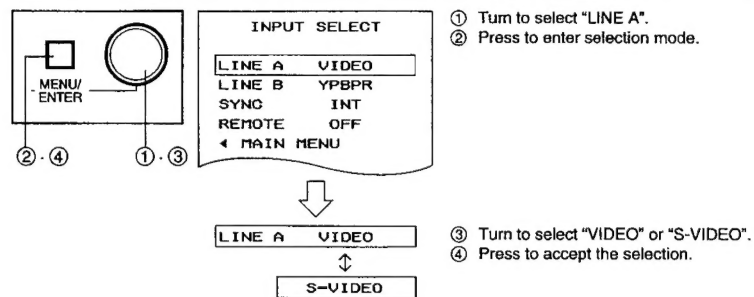 INPUT SELECT
LINE A VIDEO
LINE B YPBPR
SYNC INT
REMOTE OFF
◀ MAIN MENU
MENU/
ENTER
②·④
①·③
① Turn to select “LINE A”.
② Press to enter selection mode.
LINE A VIDEO
S-VIDEO
③ Turn to select “VIDEO” or “S-VIDEO”.
④ Press to accept the selection.